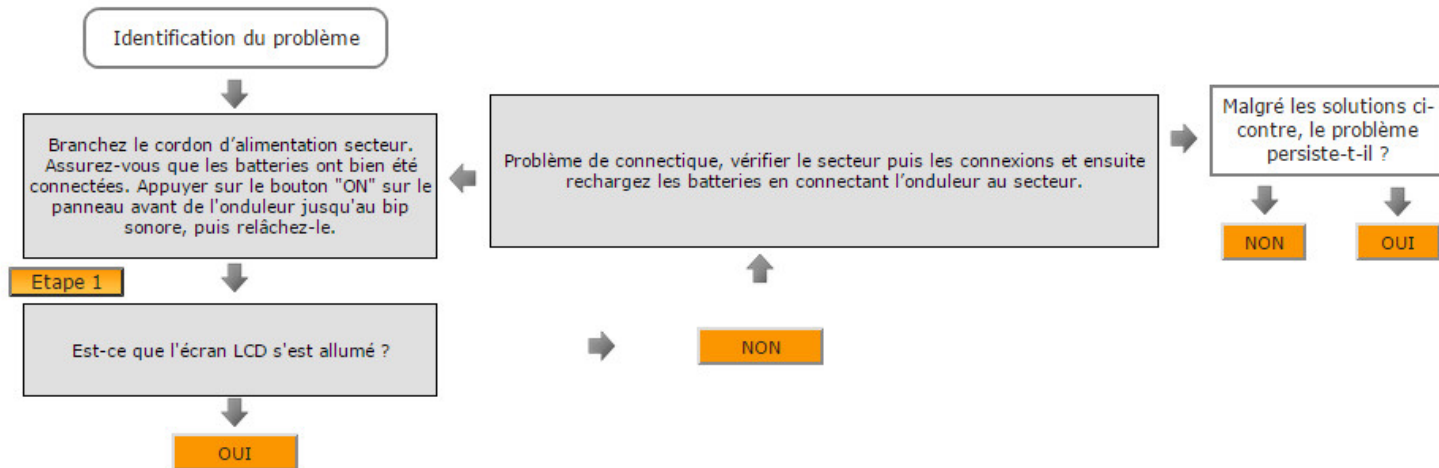 Identification du problème
Branchez le cordon d'alimentation secteur.
Assurez-vous que les batteries ont bien été
connectées. Appuyer sur le bouton "ON" sur le
panneau avant de l'onduleur jusqu'au bip
sonore, puis relâchez-le.
Etape 1
Est-ce que l'écran LCD s'est allumé ?
OUI
NON
Problème de connectique, vérifier le secteur puis les connexions et ensuite
rechargez les batteries en connectant l'onduleur au secteur.
Malgré les solutions ci-
contre, le problème
persiste-t-il ?
NON
OUI